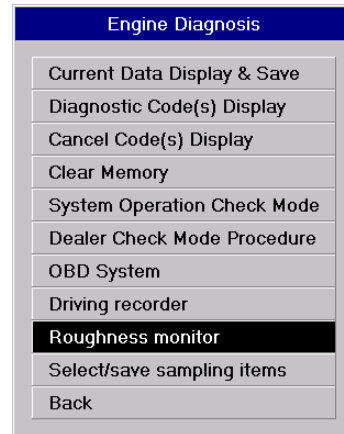 Engine Diagnosis
Current Data Display & Save
Diagnostic Code(s) Display
Cancel Code(s) Display
Clear Memory
System Operation Check Mode
Dealer Check Mode Procedure
OBD System
Driving recorder
Roughness monitor
Select/save sampling items
Back